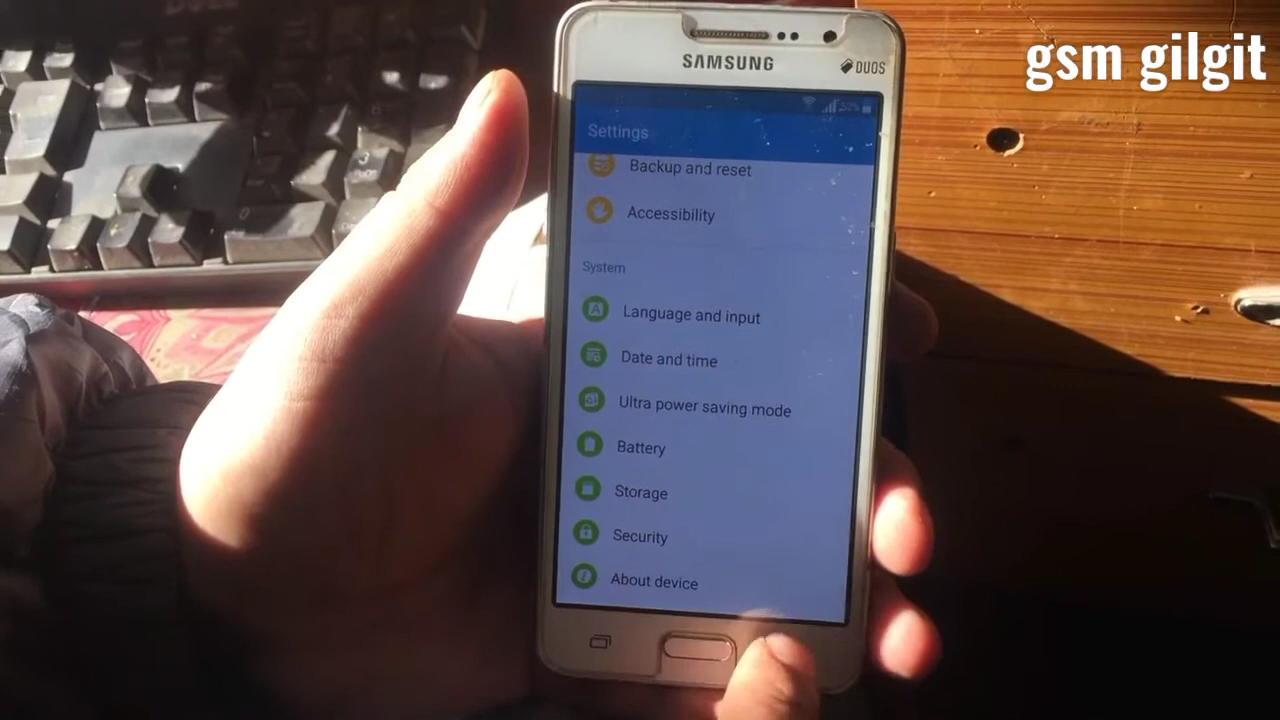 gsm gilgit
SAMSUNG
DUOS
Settings
Backup and reset
Accessibility
System
Language and input
Date and time
Ultra power saving mode
Battery
Storage
Security
About device